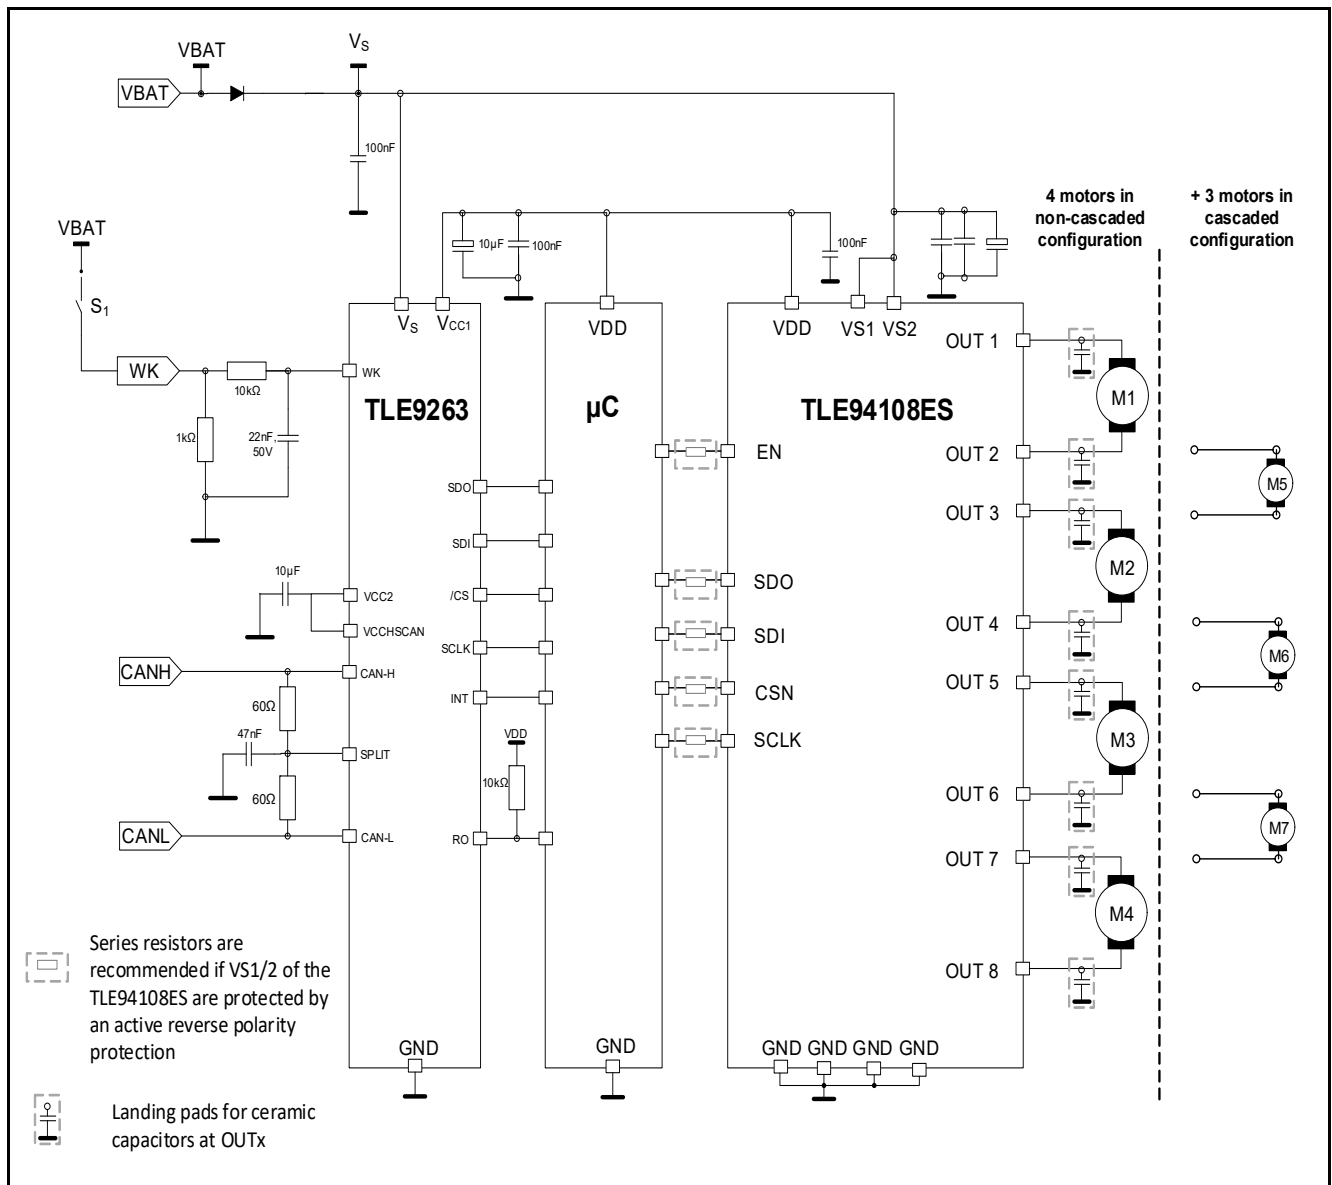 VBAT
V_S
VBAT
100nF
4 motors in
non-cascaded
configuration
+ 3 motors in
cascaded
configuration
VBAT
S_1
10µF
100nF
100nF
V_S
V_CC1
VDD
VDD
VS1
VS2
WK
10kΩ
1kΩ
22nF,
50V
WK
TLE9263
µC
TLE94108ES
OUT 1
M1
OUT 2
EN
M5
SDO
OUT 3
SDI
M2
10µF
VCC2
/CS
SDO
VCCHSCAN
OUT 4
SDI
SCLK
M6
CANH
CAN-H
60Ω
INT
CSN
OUT 5
47nF
SPLIT
VDD
SCLK
M3
10kΩ
60Ω
OUT 6
CANL
CAN-L
RO
M7
OUT 7
M4
OUT 8
Series resistors are
recommended if VS1/2 of the
TLE94108ES are protected by
an active reverse polarity
protection
GND
GND
GND
GND
GND
GND
Landing pads for ceramic
capacitors at OUTx